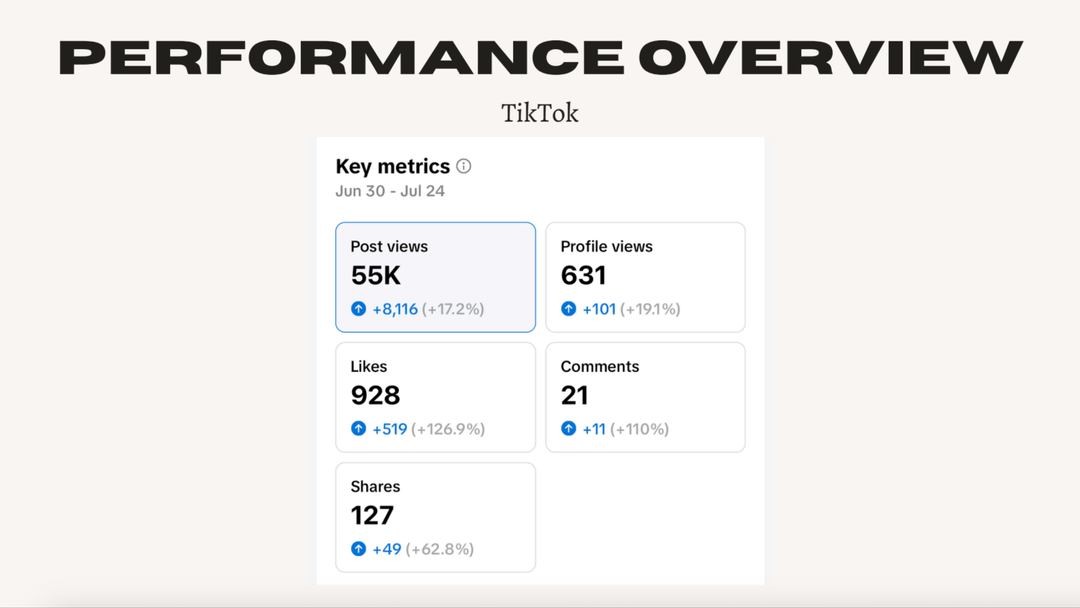 PERFORMANCE OVERVIEW
TikTok
Key metrics
Jun 30 - Jul 24
Post views
55K
+8,116 (+17.2%)
Profile views
631
+101 (+19.1%)
Likes
928
+519 (+126.9%)
Comments
21
+11 (+110%)
Shares
127
+49 (+62.8%)